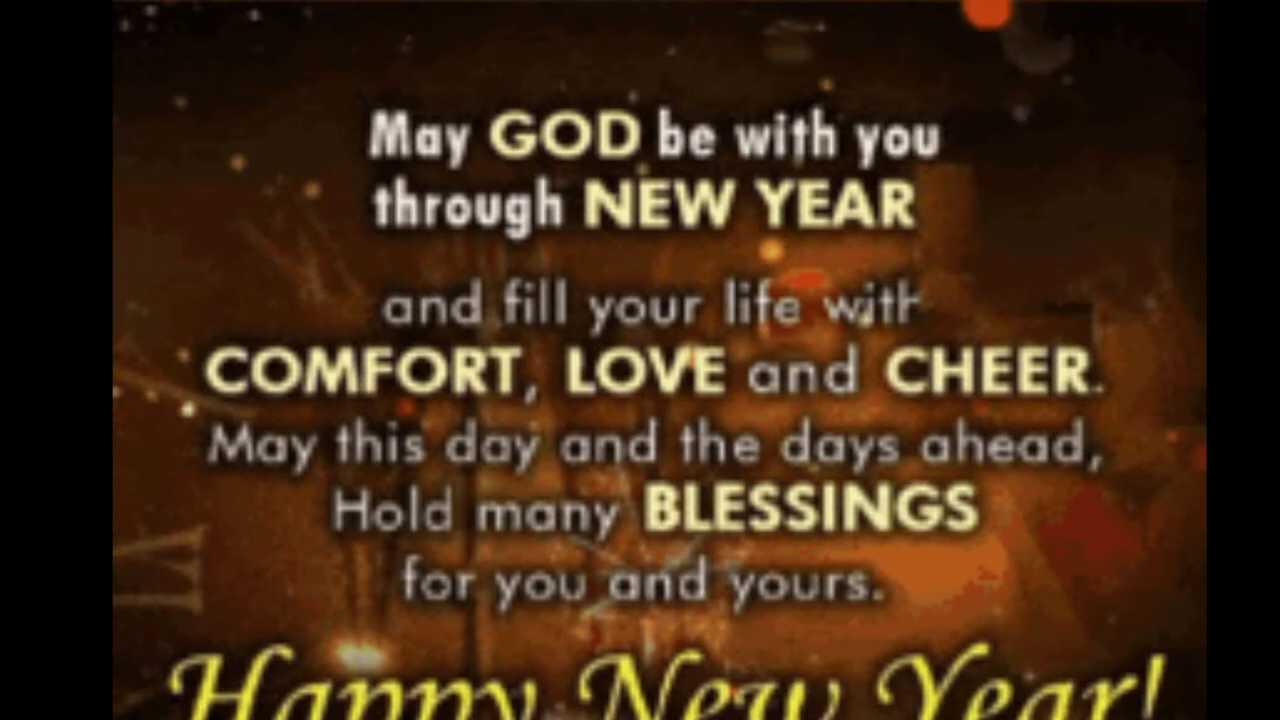 May GOD be with you
through NEW YEAR
and fill your life with
COMFORT, LOVE and CHEER.
May this day and the days ahead,
Hold many BLESSINGS
for you and yours.
Happy New Year!